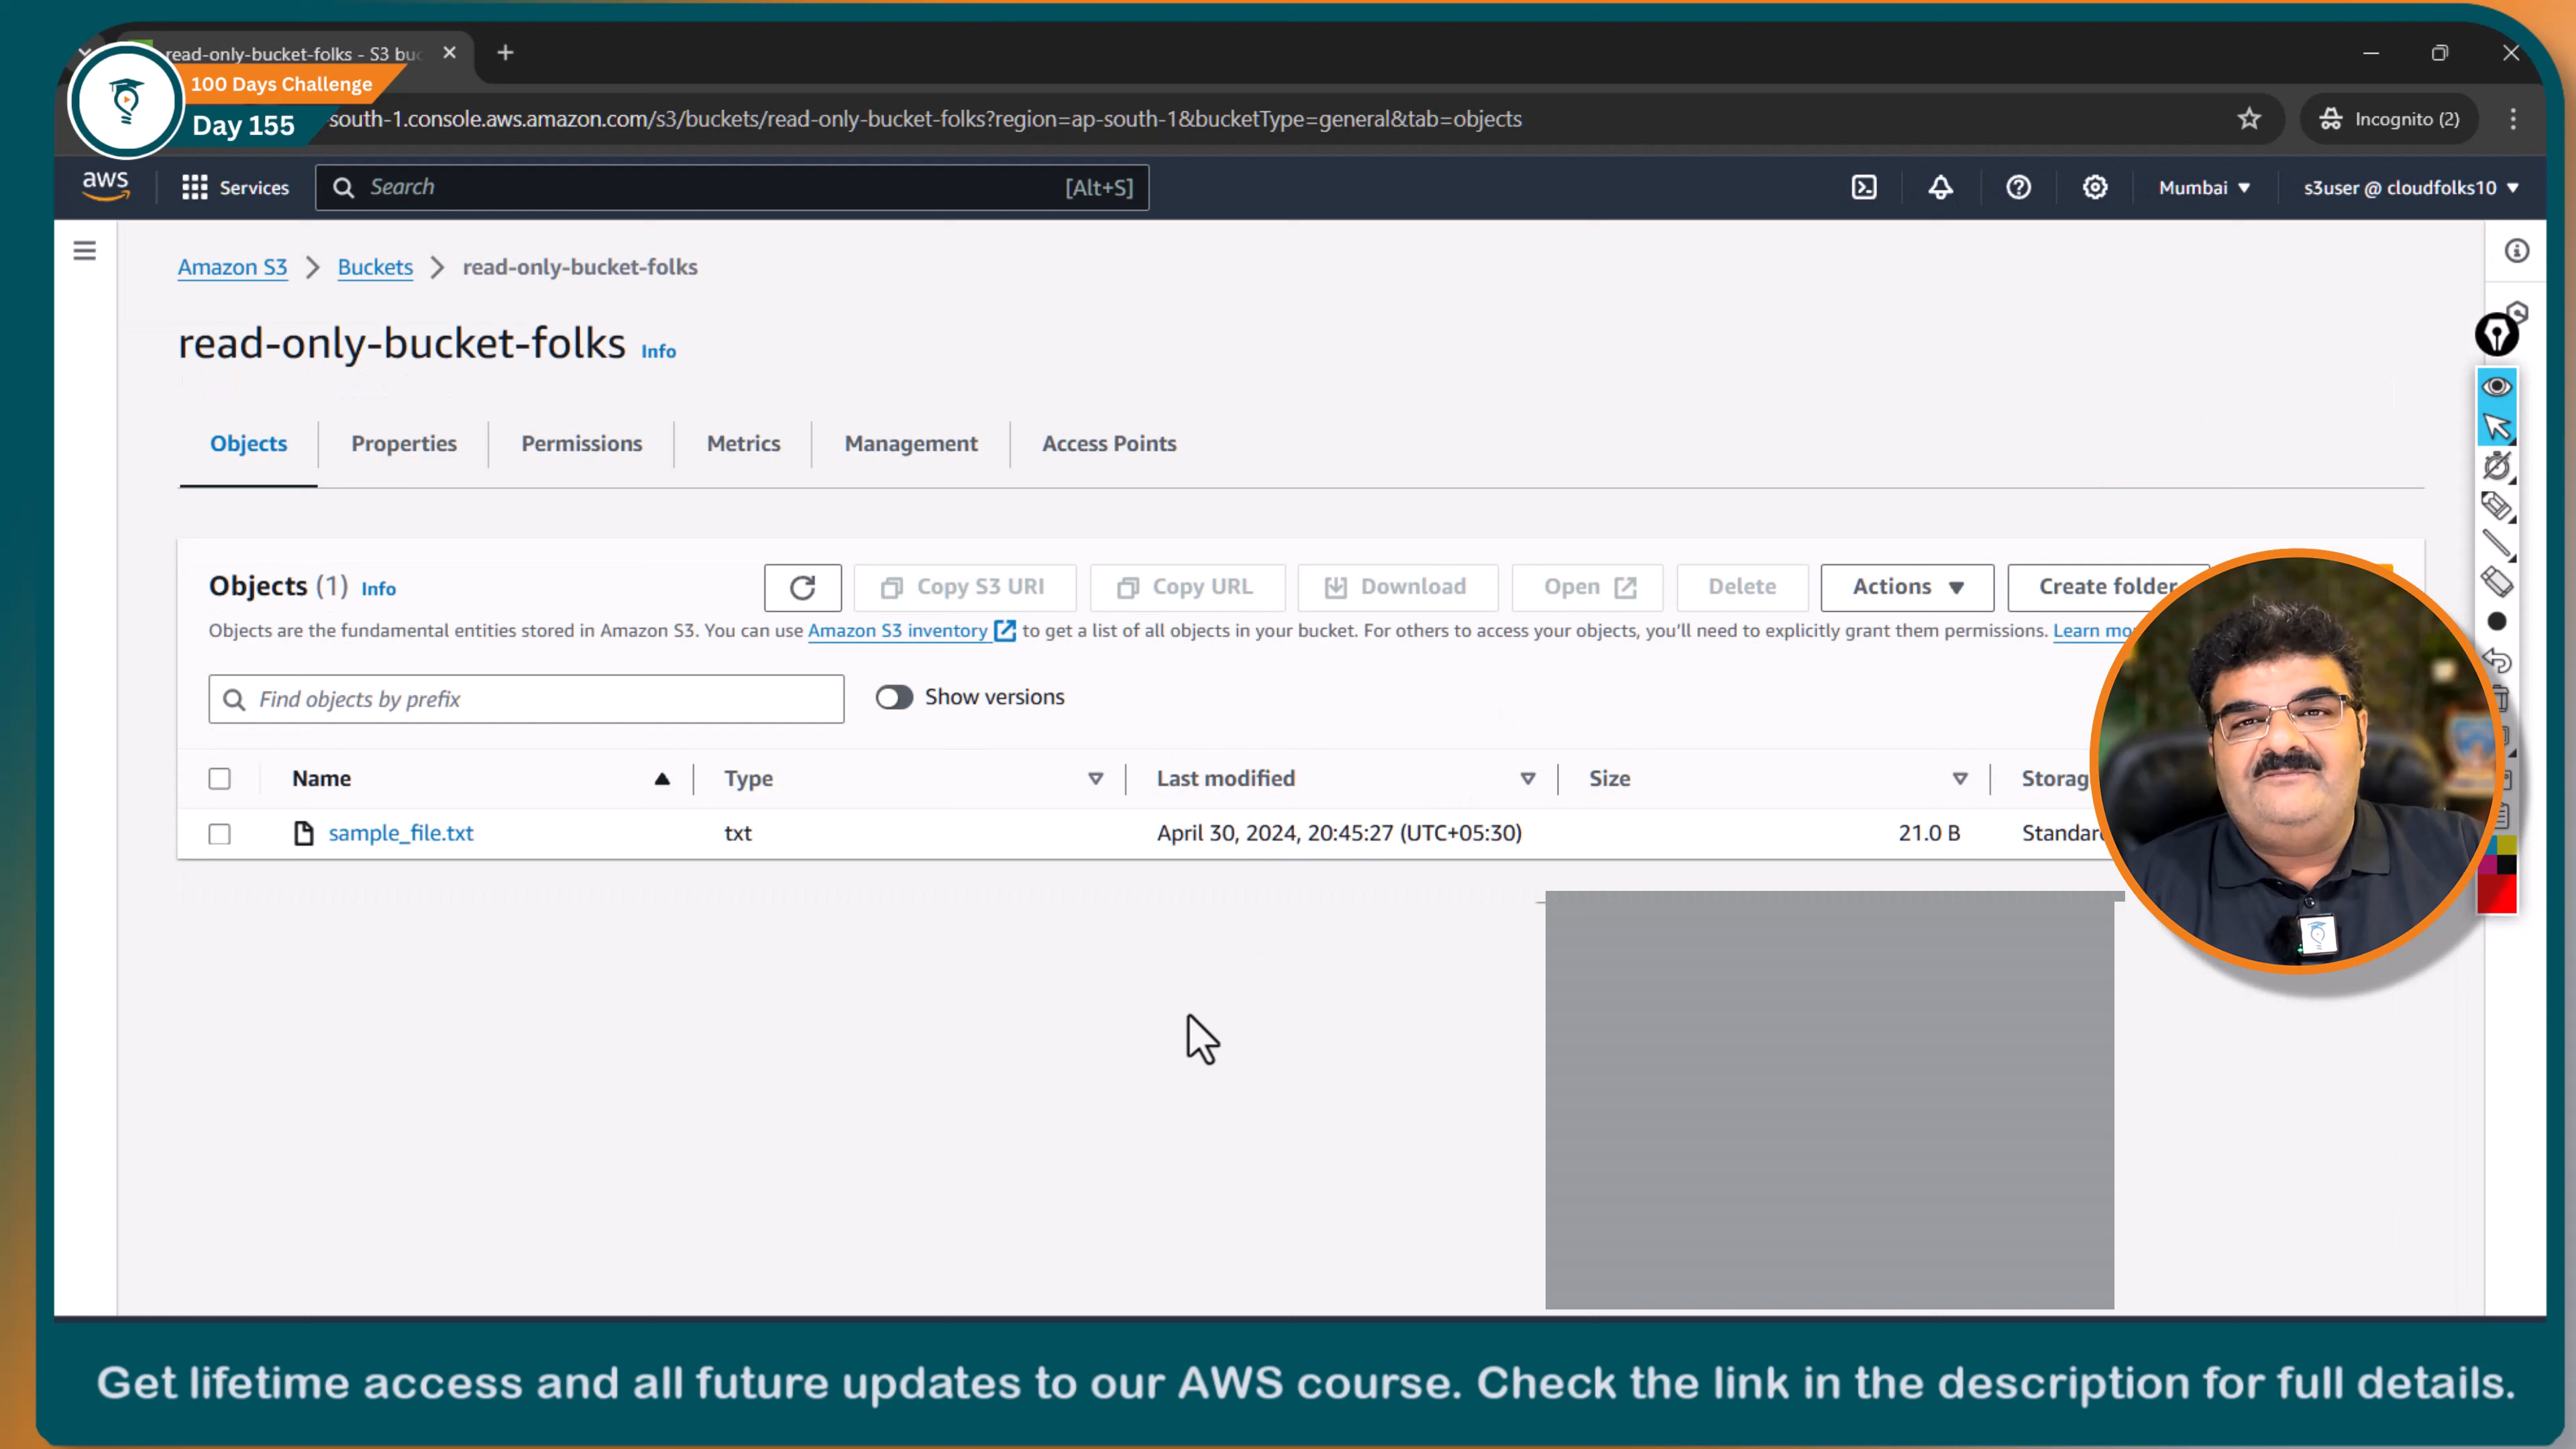 read-only-bucket-folks - S3 buc
100 Days Challenge
Day 155
-south-1.console.aws.amazon.com/s3/buckets/read-only-bucket-folks?region=ap-south-1&bucketType=general&tab=objects
Incognito (2)
aws
Services
Search
[Alt+S]
Mumbai
s3user @ cloudfolks10
Amazon S3 > Buckets > read-only-bucket-folks
read-only-bucket-folks Info
Objects
Properties
Permissions
Metrics
Management
Access Points
Objects (1) Info
Copy S3 URI
Copy URL
Download
Open
Delete
Actions
Create folder
Objects are the fundamental entities stored in Amazon S3. You can use Amazon S3 inventory to get a list of all objects in your bucket. For others to access your objects, you'll need to explicitly grant them permissions. Learn mo
Find objects by prefix
Show versions
Name
Type
Last modified
Size
Storag
sample_file.txt
txt
April 30, 2024, 20:45:27 (UTC+05:30)
21.0 B
Standard
Get lifetime access and all future updates to our AWS course. Check the link in the description for full details.